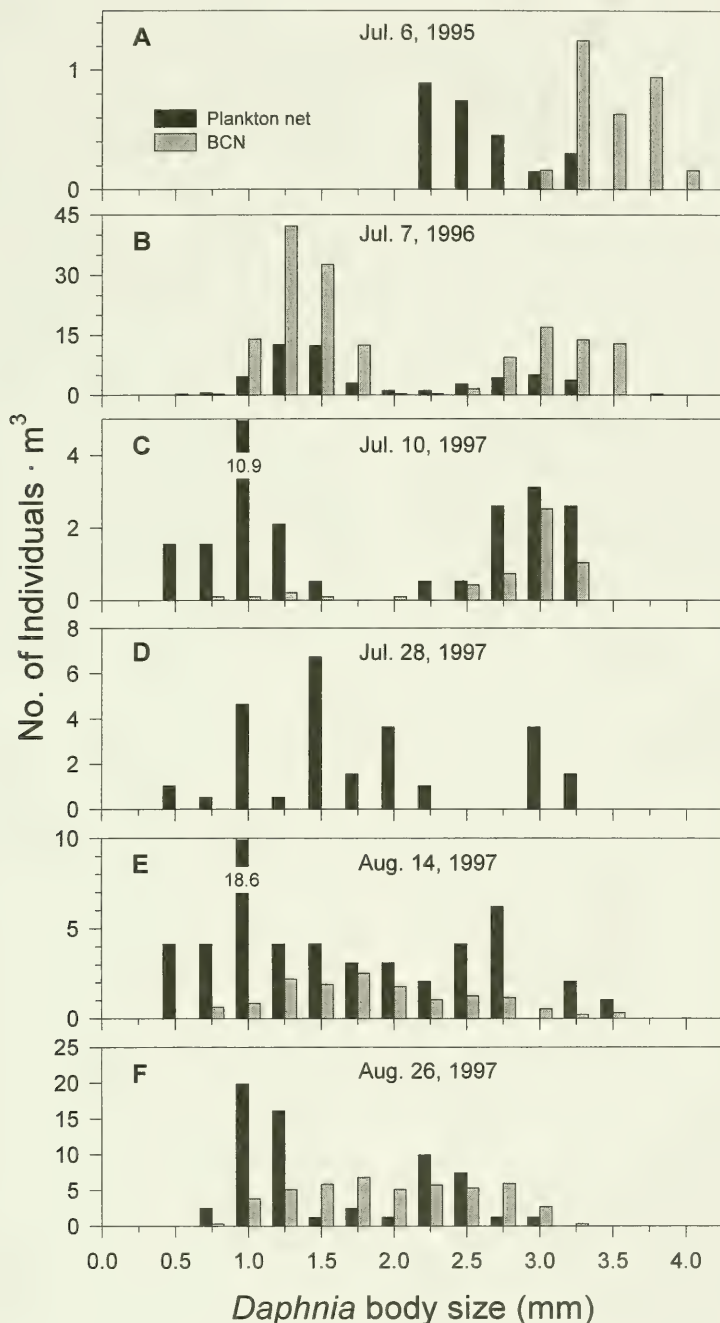 A
Jul. 6, 1995
1
0
Plankton net
BCN
B
Jul. 7, 1996
45
30
15
0
C
Jul. 10, 1997
4
2
0
10.9
D
Jul. 28, 1997
8
6
4
2
0
E
Aug. 14, 1997
10
5
0
18.6
F
Aug. 26, 1997
25
20
15
10
5
0
No. of Individuals · m³
0.0 0.5 1.0 1.5 2.0 2.5 3.0 3.5 4.0
Daphnia body size (mm)